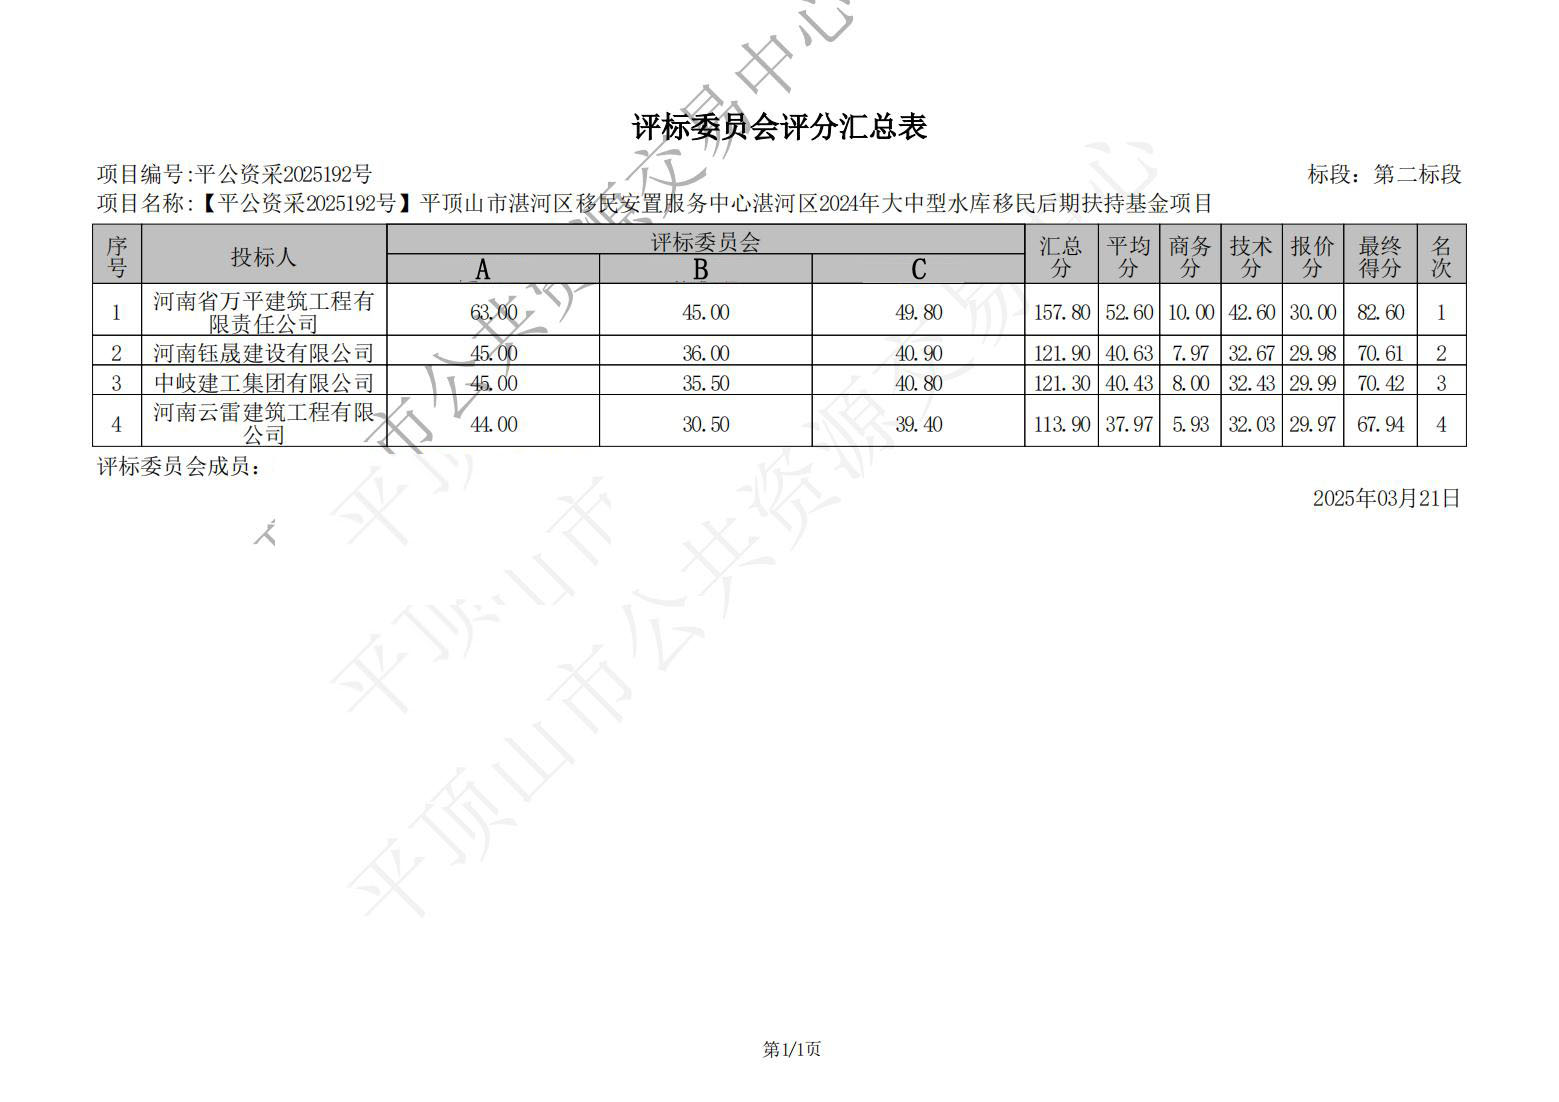 评标委员会评分汇总表
项目编号:平公资采2025192号 标段：第二标段
项目名称:【平公资采2025192号】平顶山市湛河区移民安置服务中心湛河区2024年大中型水库移民后期扶持基金项目
序号 投标人 评标委员会 汇总分 平均分 商务分 技术分 报价分 最终得分 名次
A B C
1 河南省万平建筑工程有限责任公司 63.00 45.00 49.80 157.80 52.60 10.00 42.60 30.00 82.60 1
2 河南钰晟建设有限公司 45.00 36.00 40.90 121.90 40.63 7.97 32.67 29.98 70.61 2
3 中岐建工集团有限公司 45.00 35.50 40.80 121.30 40.43 8.00 32.43 29.99 70.42 3
4 河南云雷建筑工程有限公司 44.00 30.50 39.40 113.90 37.97 5.93 32.03 29.97 67.94 4
评标委员会成员：
2025年03月21日
平顶山市公共资源交易中心
平顶山市
第1/1页